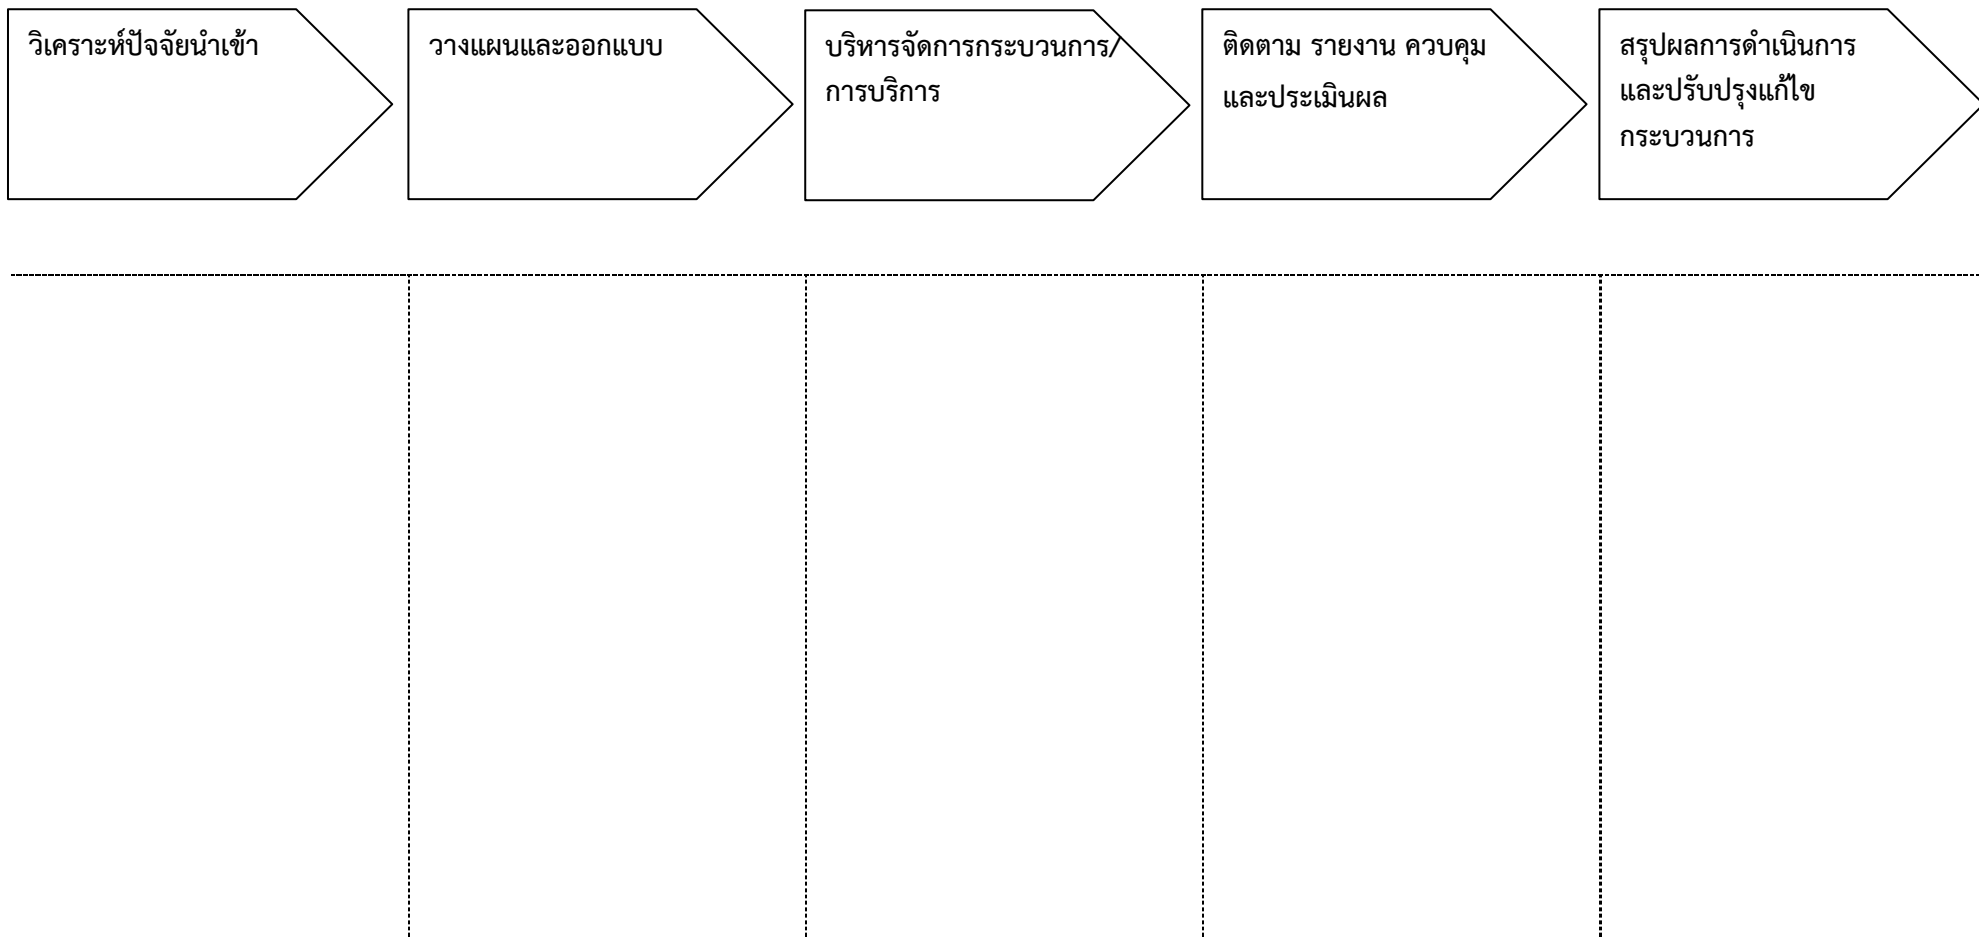 วิเคราะห์ปัจจัยนำเข้า
วางแผนและออกแบบ
บริหารจัดการกระบวนการ/
การบริการ
ติดตาม รายงาน ควบคุม
และประเมินผล
สรุปผลการดำเนินการ
และปรับปรุงแก้ไข
กระบวนการ